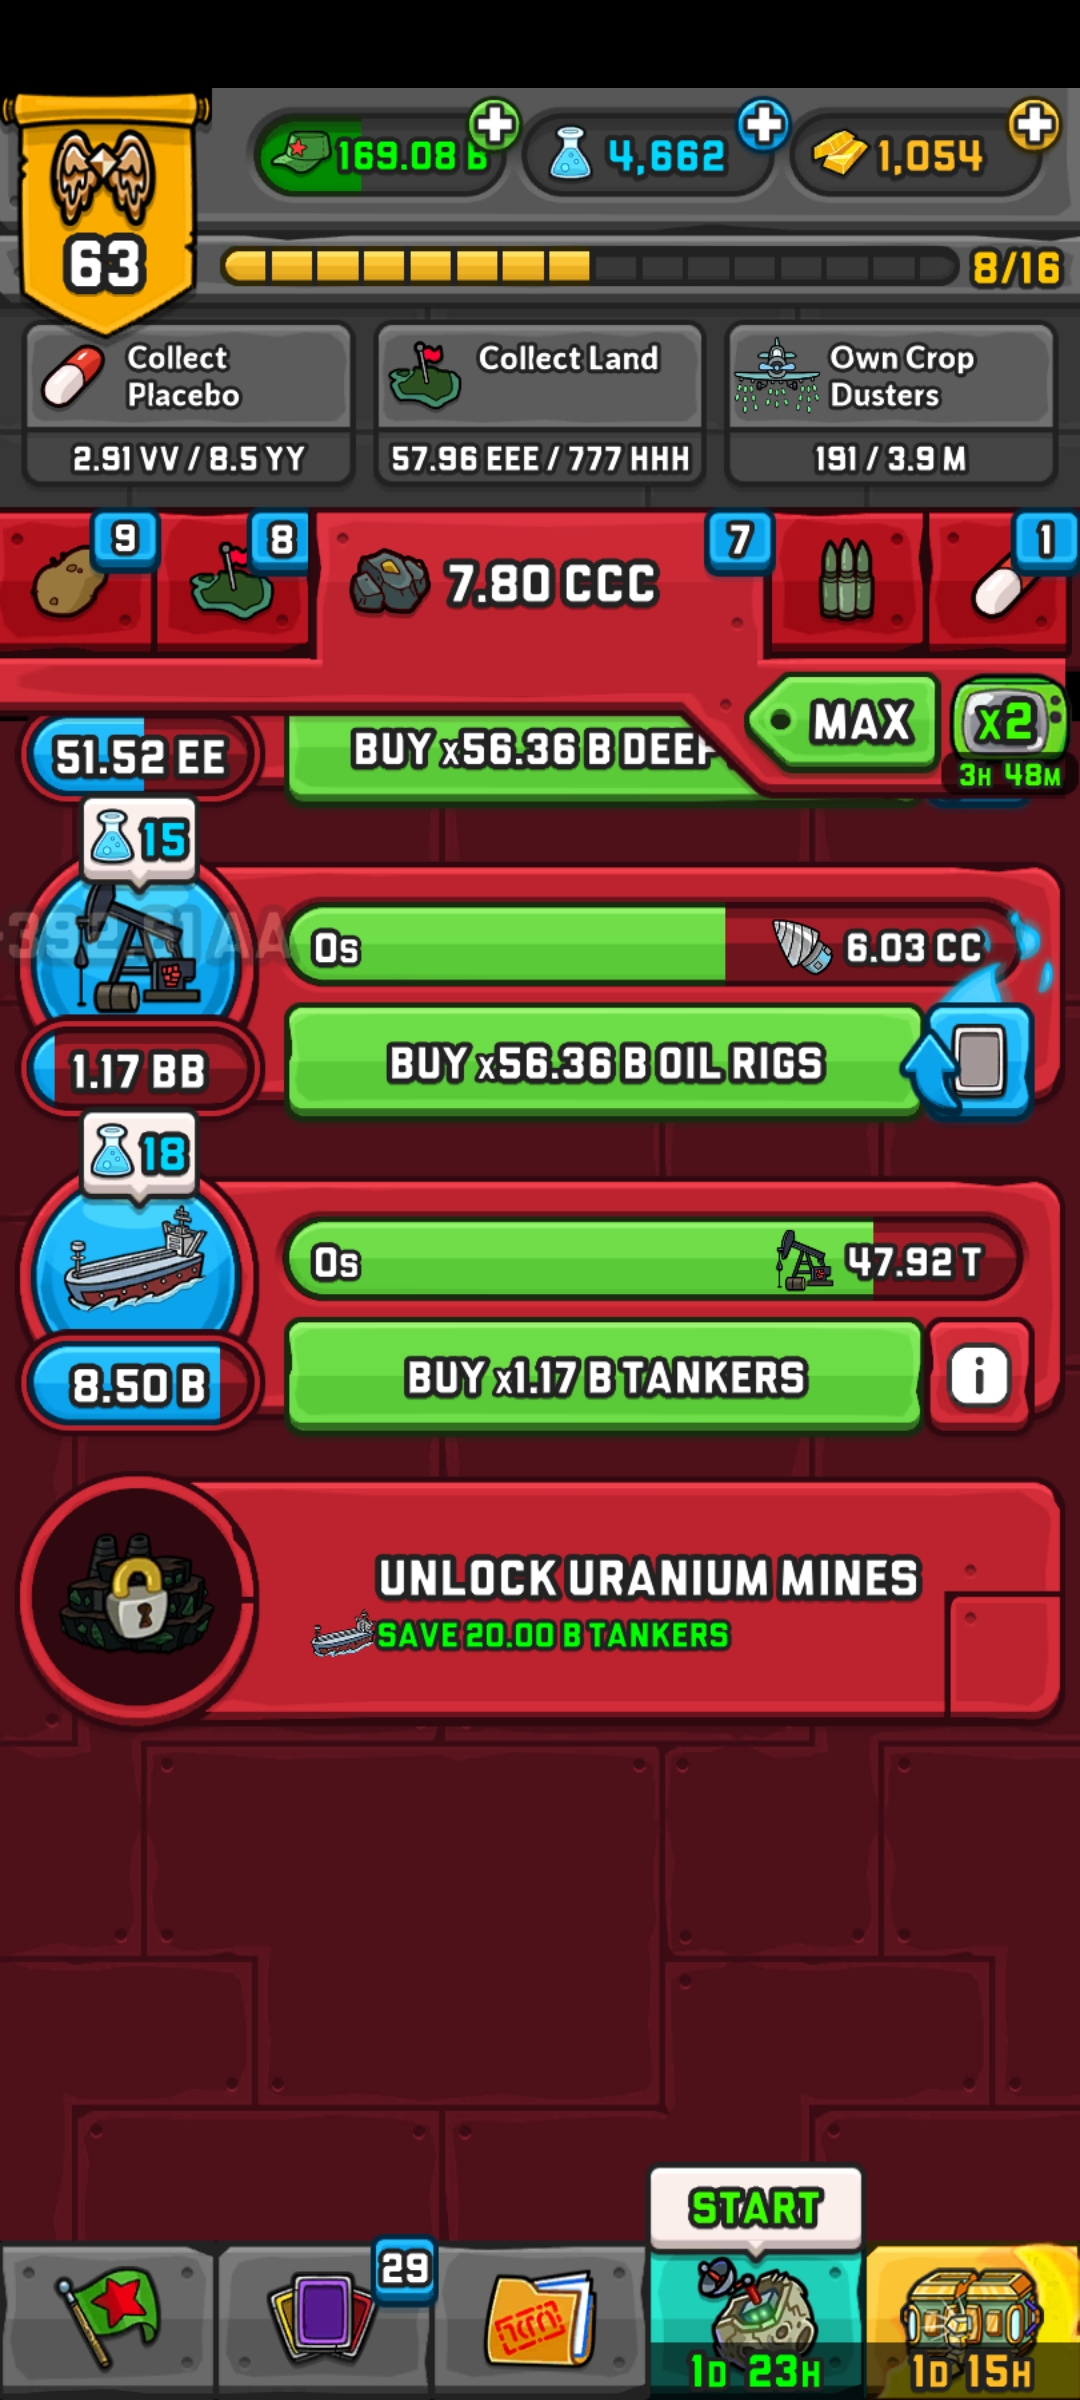 169.08 B
4,662
1,054
63
8/16
Collect
Placebo
2.91 VV / 8.5 YY
Collect Land
57.96 EEE / 777 HHH
Own Crop
Dusters
191 / 3.9 M
9
8
7.80 CCC
7
1
MAX
x2
3H 48M
51.52 EE
BUY x56.36 B DEEP
15
0s
6.03 CC
1.17 BB
BUY x56.36 B OIL RIGS
18
0s
47.92 T
8.50 B
BUY x1.17 B TANKERS
i
UNLOCK URANIUM MINES
SAVE 20.00 B TANKERS
START
29
1D 23H
1D 15H